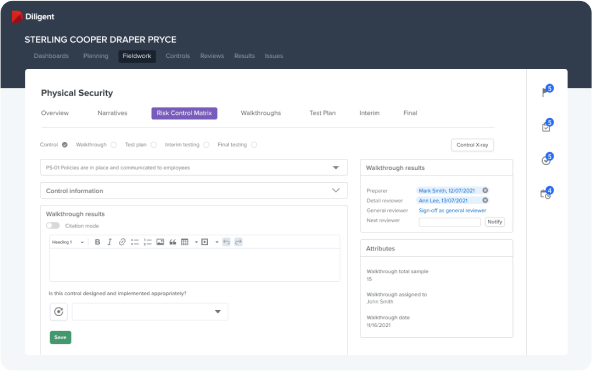 Diligent
STERLING COOPER DRAPER PRYCE
Dashboards Planning Fieldwork Controls Reviews Results Issues
Physical Security
Overview Narratives Risk Control Matrix Walkthroughs Test Plan Interim Final
Control Walkthrough Test plan Interim testing Final testing
Control X-ray
PS-01 Policies are in place and communicated to employees
Control information
Walkthrough results
Citation mode
Heading 1 B I
Is this control designed and implemented appropriately?
Save
Walkthrough results
Preparer Mark Smith, 12/07/2021
Detail reviewer Ann Lee, 13/07/2021
General reviewer Sign-off as general reviewer
Next reviewer Notify
Attributes
Walkthrough total sample
15
Walkthrough assigned to
John Smith
Walkthrough date
11/16/2021
5
5
5
4